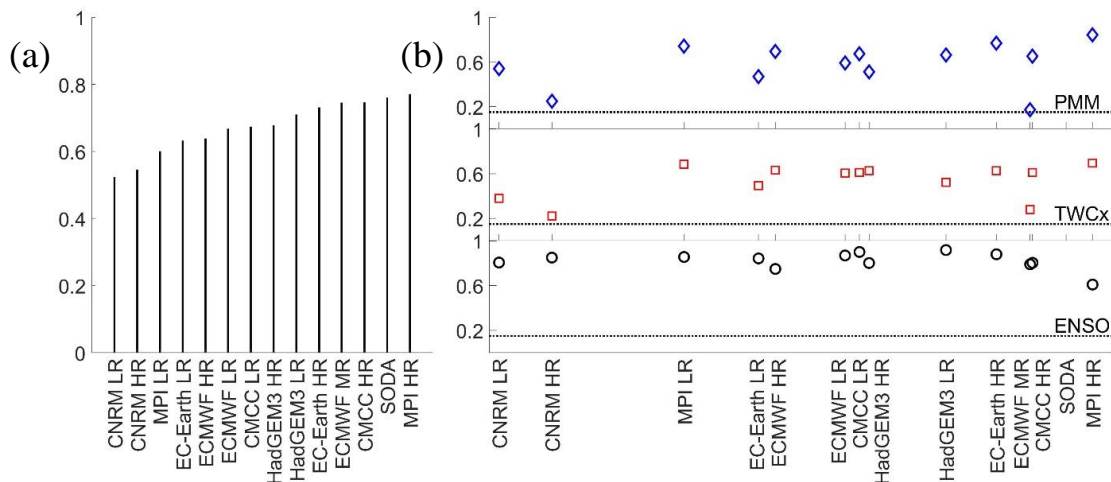 (a)
1
0.8
0.6
0.4
0.2
0
CNRM LR
CNRM HR
MPI LR
EC-Earth LR
ECMWF HR
ECMWF LR
CMCC LR
HadGEM3 HR
HadGEM3 LR
EC-Earth HR
ECMWF MR
CMCC HR
SODA
MPI HR
(b)
1
0.6
0.2
PMM
1
0.6
0.2
TWCx
1
0.6
0.2
ENSO
CNRM LR
CNRM HR
MPI LR
EC-Earth LR
ECMWF HR
ECMWF LR
CMCC LR
HadGEM3 HR
HadGEM3 LR
EC-Earth HR
ECMWF MR
CMCC HR
SODA
MPI HR